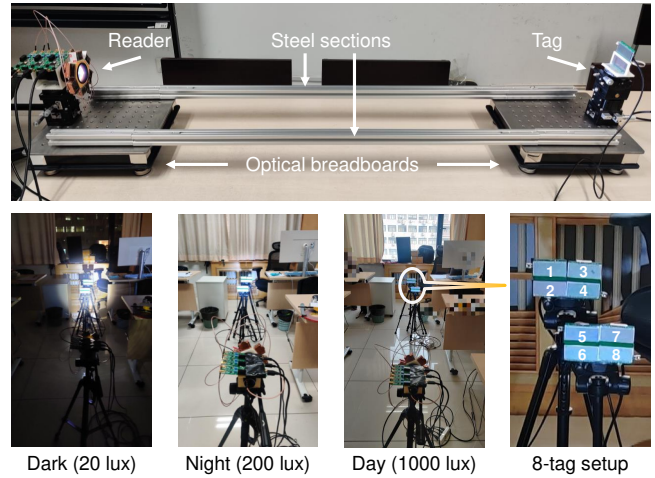 Reader
Steel sections
Tag
Optical breadboards
1 3
2 4
5 7
6 8
Dark (20 lux)
Night (200 lux)
Day (1000 lux)
8-tag setup